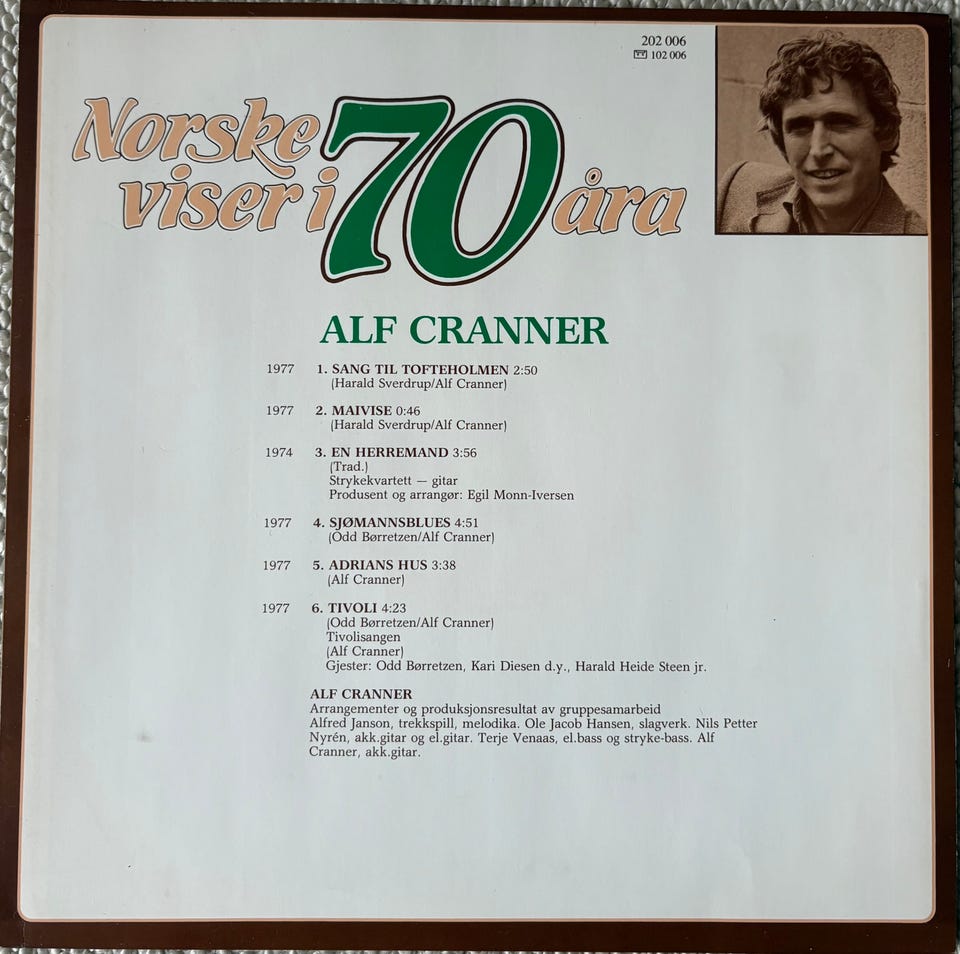 202 006
102 006
Norske
viser i 70 åra
ALF CRANNER
1977 1. SANG TIL TOFTEHOLMEN 2:50
(Harald Sverdrup/Alf Cranner)
1977 2. MAIVISE 0:46
(Harald Sverdrup/Alf Cranner)
1974 3. EN HERREMAND 3:56
(Trad.)
Strykekvartett — gitar
Produsent og arrangør: Egil Monn-Iversen
1977 4. SJØMANNSBLUES 4:51
(Odd Børretzen/Alf Cranner)
1977 5. ADRIANS HUS 3:38
(Alf Cranner)
1977 6. TIVOLI 4:23
(Odd Børretzen/Alf Cranner)
Tivolisangen
(Alf Cranner)
Gjester: Odd Børretzen, Kari Diesen d.y., Harald Heide Steen jr.
ALF CRANNER
Arrangementer og produksjonsresultat av gruppesamarbeid
Alfred Janson, trekkspill, melodika. Ole Jacob Hansen, slagverk. Nils Petter
Nyrén, akk.gitar og el.gitar. Terje Venaas, el.bass og stryke-bass. Alf
Cranner, akk.gitar.